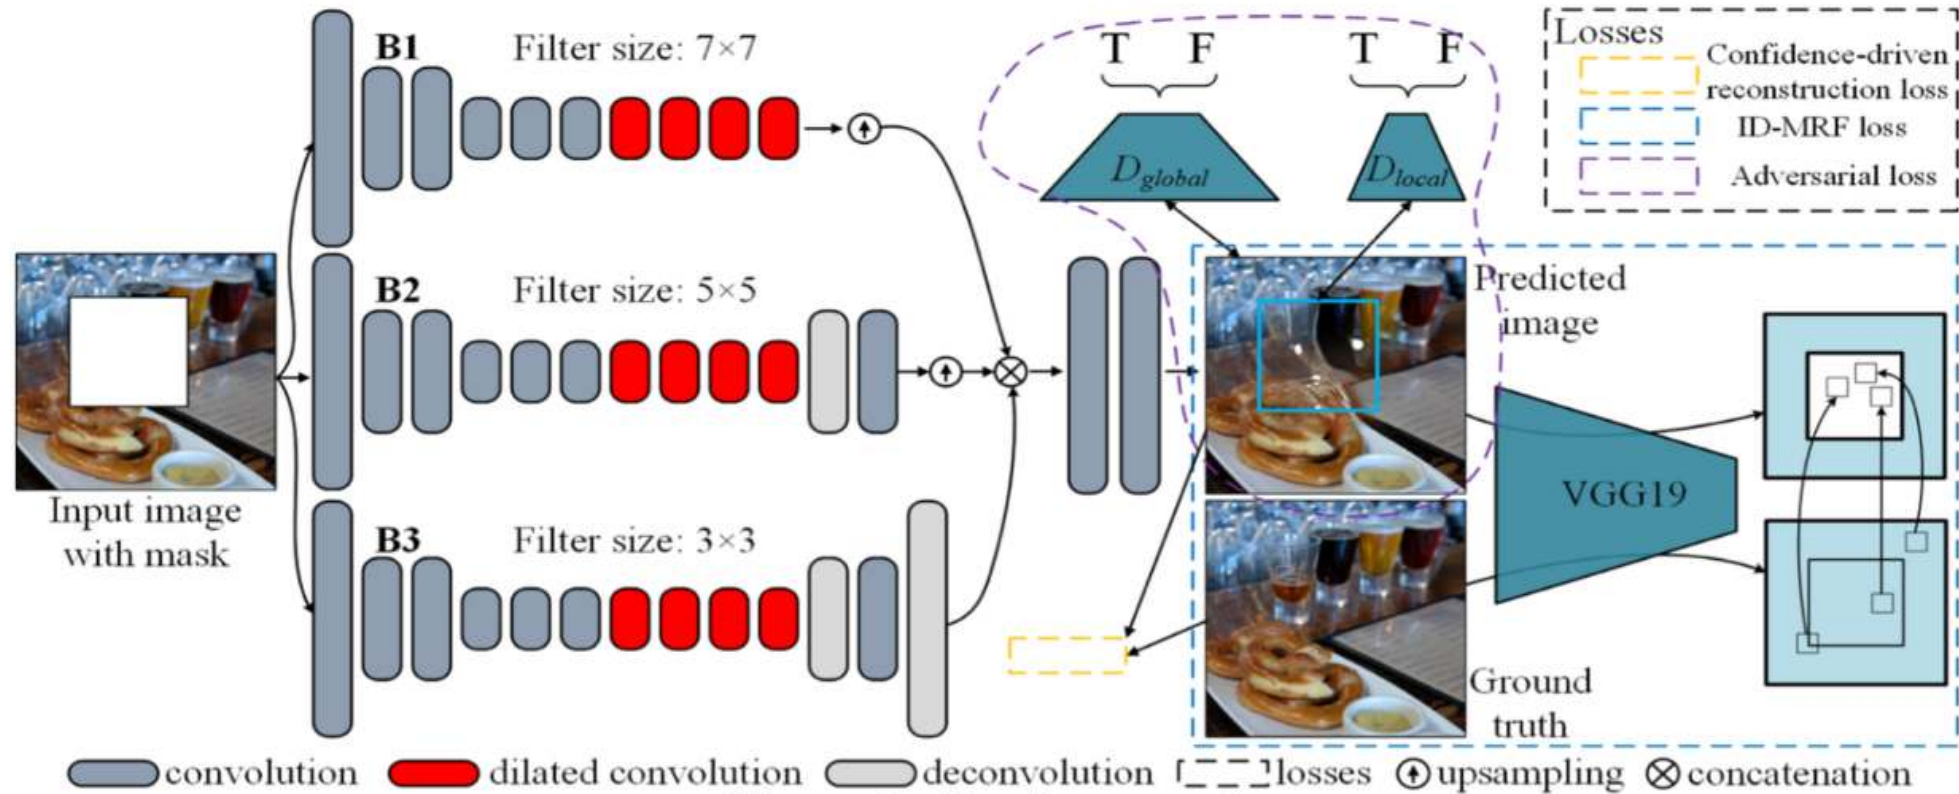 B1
Filter size: 7×7
B2
Filter size: 5×5
B3
Filter size: 3×3
Input image
with mask
T F
T F
D_global
D_local
Losses
Confidence-driven
reconstruction loss
ID-MRF loss
Adversarial loss
Predicted
image
VGG19
Ground
truth
convolution
dilated convolution
deconvolution
losses
upsampling
concatenation